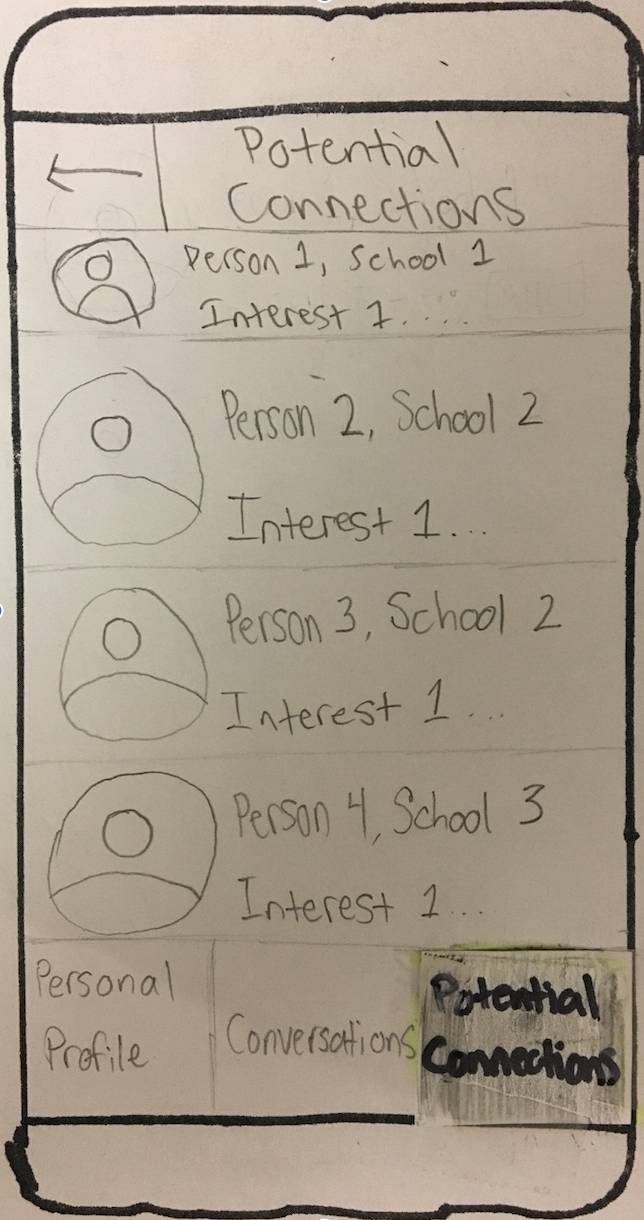 Potential
Connections
Person 1, School 1
Interest 1.....
Person 2, School 2
Interest 1...
Person 3, School 2
Interest 1...
Person 4, School 3
Interest 1...
Personal
Profile
Conversations
Potential
Connections